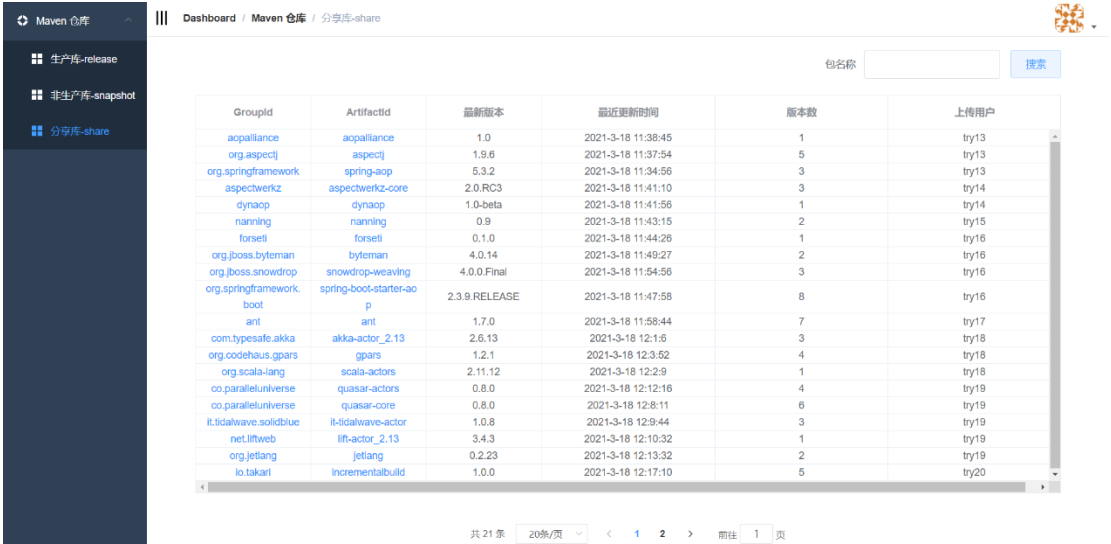 Maven 仓库
Dashboard / Maven 仓库 / 分享库-share
生产库-release
非生产库-snapshot
分享库-share
包名称 搜索
GroupId ArtifactId 最新版本 最近更新时间 版本数 上传用户
aopalliance aopalliance 1.0 2021-3-18 11:38:45 1 try13
org.aspectj aspectj 1.9.6 2021-3-18 11:37:54 5 try13
org.springframework spring-aop 5.3.2 2021-3-18 11:34:56 3 try13
aspectwerkz aspectwerkz-core 2.0.RC3 2021-3-18 11:41:10 3 try14
dynaop dynaop 1.0-beta 2021-3-18 11:41:56 1 try14
nanning nanning 0.9 2021-3-18 11:43:15 2 try15
forseti forseti 0.1.0 2021-3-18 11:44:26 1 try16
org.jboss.byteman byteman 4.0.14 2021-3-18 11:49:27 2 try16
org.jboss.snowdrop snowdrop-weaving 4.0.0.Final 2021-3-18 11:54:56 3 try16
org.springframework. spring-boot-starter-ao
boot p 2.3.9.RELEASE 2021-3-18 11:47:58 8 try16
ant ant 1.7.0 2021-3-18 11:58:44 7 try17
com.typesafe.akka akka-actor_2.13 2.6.13 2021-3-18 12:1:6 3 try18
org.codehaus.gpars gpars 1.2.1 2021-3-18 12:3:52 4 try18
org.scala-lang scala-actors 2.11.12 2021-3-18 12:2:9 1 try18
co.paralleluniverse quasar-actors 0.8.0 2021-3-18 12:12:16 4 try19
co.paralleluniverse quasar-core 0.8.0 2021-3-18 12:8:11 6 try19
it.tidalwave.solidblue it-tidalwave-actor 1.0.8 2021-3-18 12:9:44 3 try19
net.liftweb lift-actor_2.13 3.4.3 2021-3-18 12:10:32 1 try19
org.jetlang jetlang 0.2.23 2021-3-18 12:13:32 2 try19
io.takari incrementalbuild 1.0.0 2021-3-18 12:17:10 5 try20
共 21 条 20条/页 1 2 前往 1 页